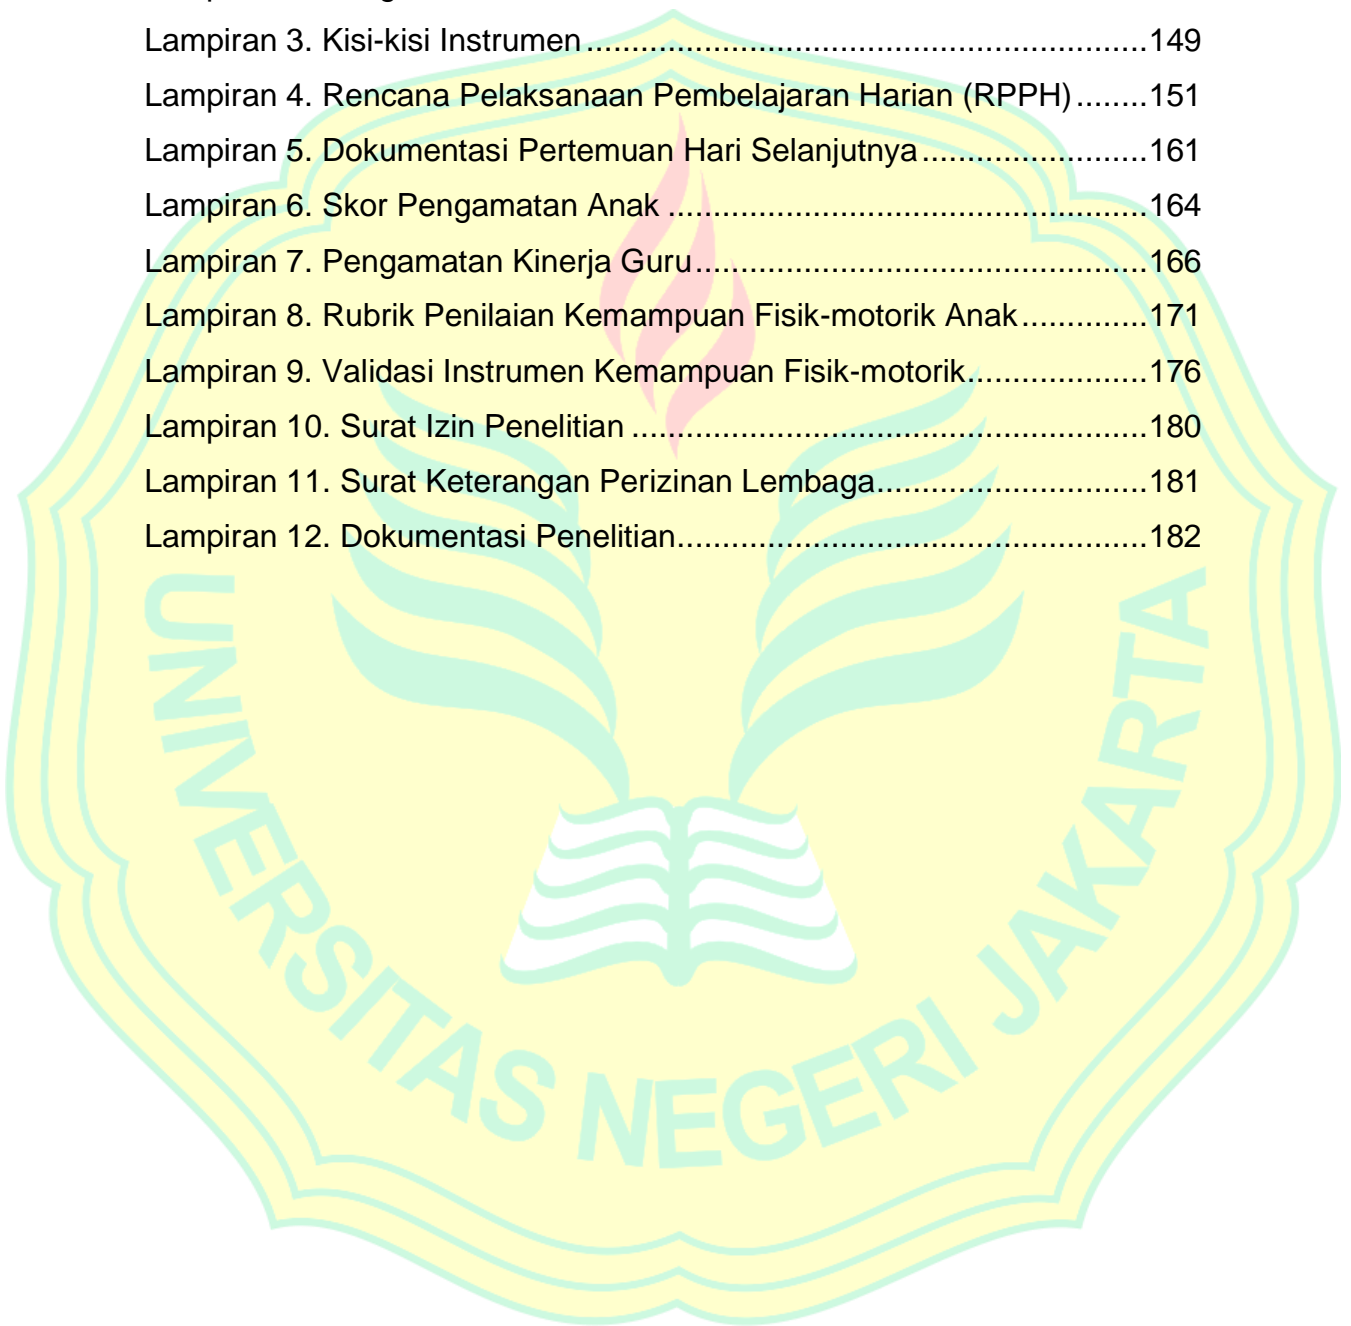 Lampiran 3. Kisi-kisi Instrumen..............................................................149
Lampiran 4. Rencana Pelaksanaan Pembelajaran Harian (RPPH)........151
Lampiran 5. Dokumentasi Pertemuan Hari Selanjutnya.........................161
Lampiran 6. Skor Pengamatan Anak .....................................................164
Lampiran 7. Pengamatan Kinerja Guru..................................................166
Lampiran 8. Rubrik Penilaian Kemampuan Fisik-motorik Anak..............171
Lampiran 9. Validasi Instrumen Kemampuan Fisik-motorik....................176
Lampiran 10. Surat Izin Penelitian .........................................................180
Lampiran 11. Surat Keterangan Perizinan Lembaga..............................181
Lampiran 12. Dokumentasi Penelitian....................................................182
UNIVERSITAS NEGERI JAKARTA